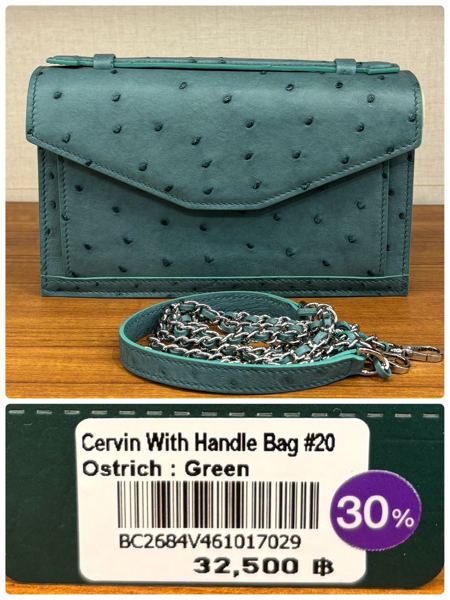 Cervin With Handle Bag #20
Ostrich : Green
BC2684V461017029
32,500 ฿
30%